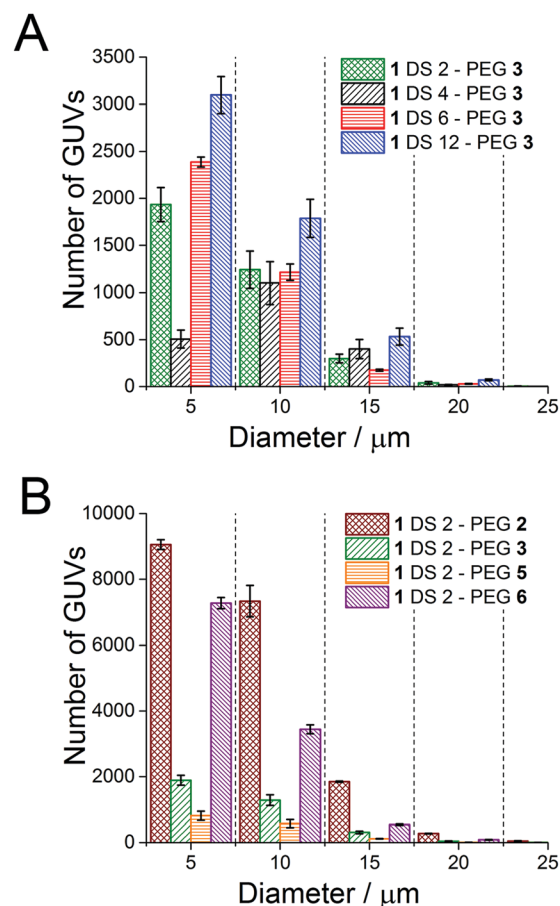 A
3500
3000
2500
2000
1500
1000
500
0
Number of GUVs
1 DS 2 - PEG 3
1 DS 4 - PEG 3
1 DS 6 - PEG 3
1 DS 12 - PEG 3
5 10 15 20 25
Diameter / μm
B
10000
8000
6000
4000
2000
0
Number of GUVs
1 DS 2 - PEG 2
1 DS 2 - PEG 3
1 DS 2 - PEG 5
1 DS 2 - PEG 6
5 10 15 20 25
Diameter / μm